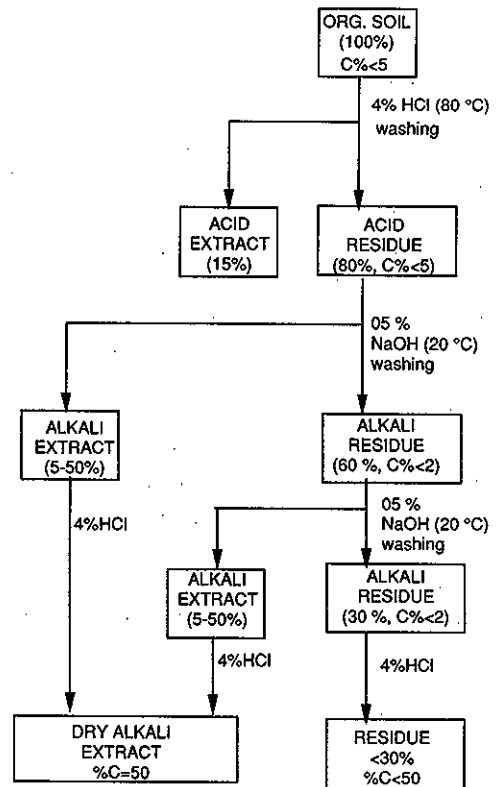 ORG. SOIL
(100%)
C%<5
4% HCl (80 °C)
washing
ACID
EXTRACT
(15%)
ACID
RESIDUE
(80%, C%<5)
05 %
NaOH (20 °C)
washing
ALKALI
EXTRACT
(5-50%)
ALKALI
RESIDUE
(60 %, C%<2)
4%HCl
05 %
NaOH (20 °C)
washing
ALKALI
EXTRACT
(5-50%)
ALKALI
RESIDUE
(30 %, C%<2)
4%HCl
4%HCl
DRY ALKALI
EXTRACT
%C=50
RESIDUE
<30%
%C<50